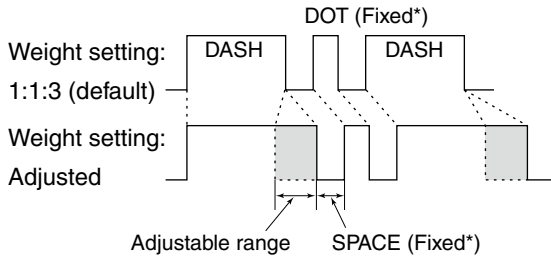 DOT (Fixed*)
Weight setting: DASH DASH
1:1:3 (default)
Weight setting:
Adjusted
Adjustable range SPACE (Fixed*)